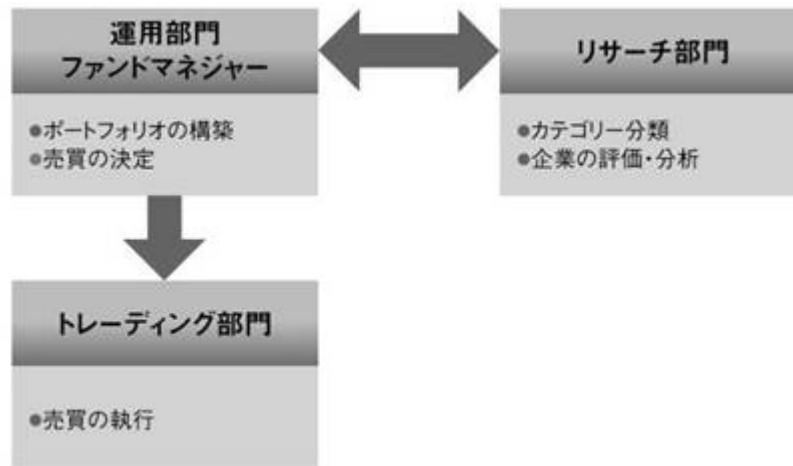 運用部門
ファンドマネジャー
●ポートフォリオの構築
●売買の決定
リサーチ部門
●カテゴリー分類
●企業の評価・分析
トレーディング部門
●売買の執行